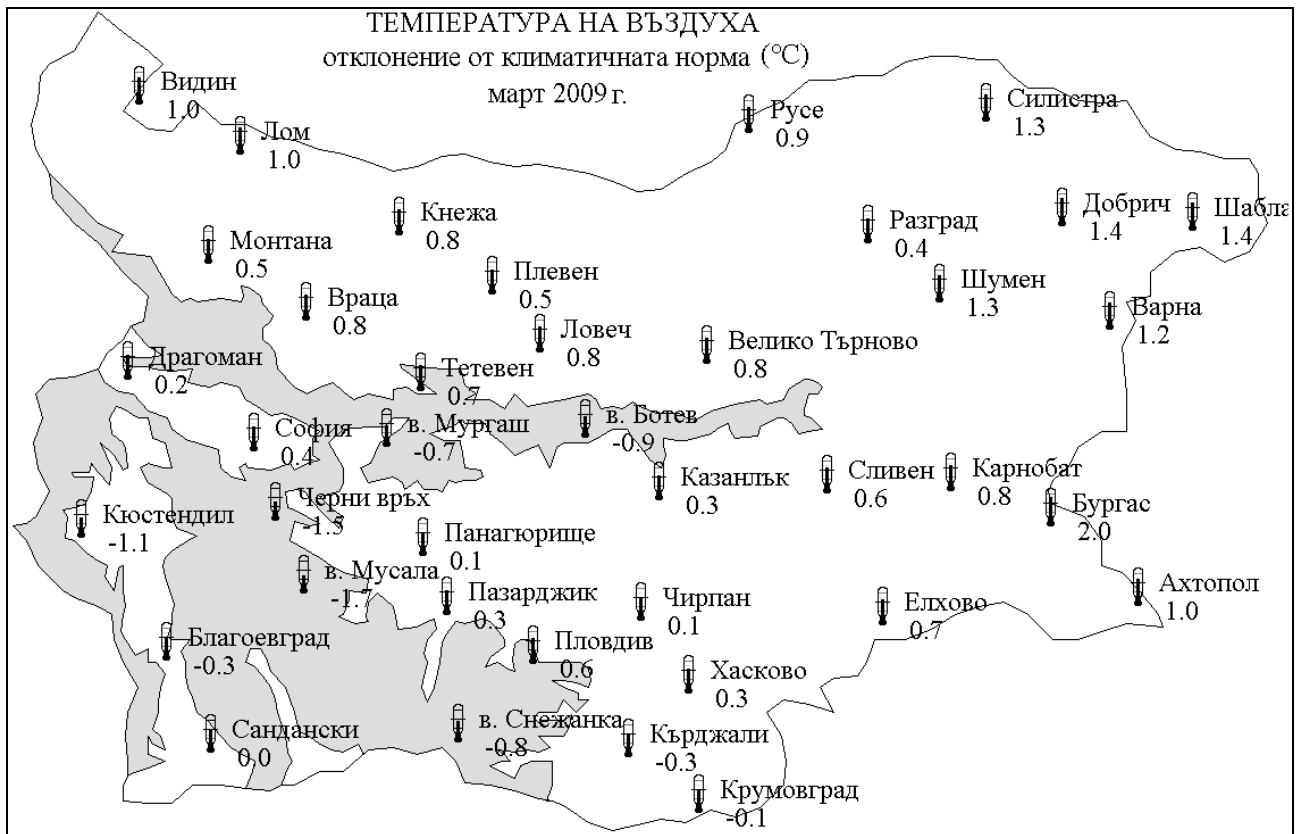 ТЕМПЕРАТУРА НА ВЪЗДУХА
отклонение от климатичната норма (°C)
март 2009 г.
Видин
1.0
Лом
1.0
Русе
0.9
Силистра
1.3
Кнежа
0.8
Монтана
0.5
Разград
0.4
Добрич
1.4
Шабла
1.4
Плевен
0.5
Враца
0.8
Шумен
1.3
Варна
1.2
Ловеч
0.8
Велико Търново
0.8
Драгоман
0.2
Тетевен
0.7
София
0.4
в. Мургаш
-0.7
в. Ботев
-0.9
Казанлък
0.3
Сливен
0.6
Карнобат
0.8
Бургас
2.0
Черни връх
-1.5
Кюстендил
-1.1
Панагюрище
0.1
в. Мусала
-1.7
Пазарджик
0.3
Чирпан
0.1
Елхово
0.7
Ахтопол
1.0
Благоевград
-0.3
Пловдив
0.6
Хасково
0.3
Сандански
0.0
в. Снежанка
-0.8
Кърджали
-0.3
Крумовград
-0.1